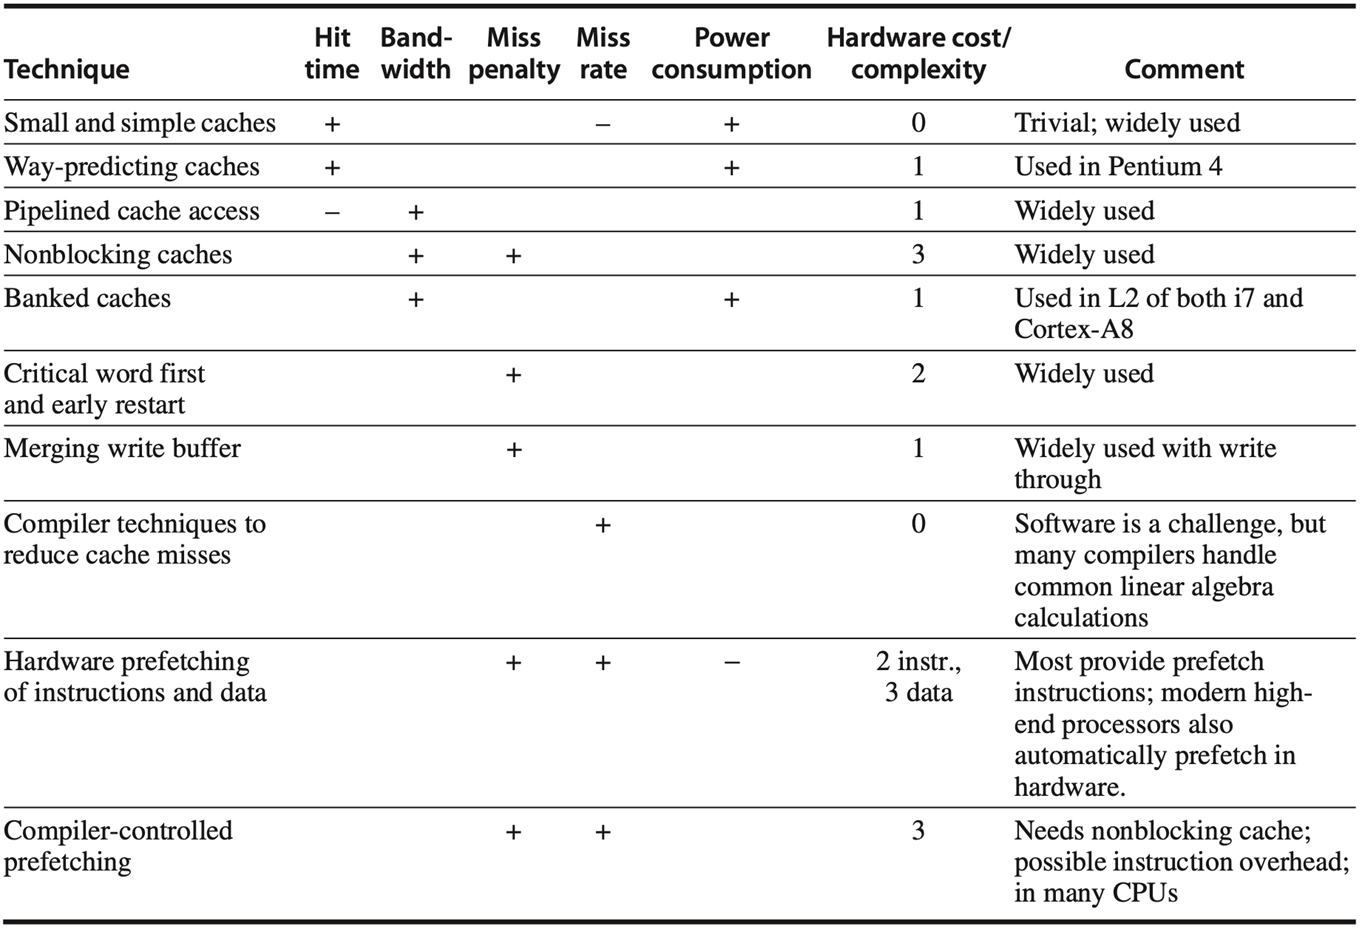 Technique Hit time Band-width Miss penalty Miss rate Power consumption Hardware cost/complexity Comment
Small and simple caches + – + 0 Trivial; widely used
Way-predicting caches + + 1 Used in Pentium 4
Pipelined cache access – + 1 Widely used
Nonblocking caches + + 3 Widely used
Banked caches + + 1 Used in L2 of both i7 and
Cortex-A8
Critical word first + 2 Widely used
and early restart
Merging write buffer + 1 Widely used with write
through
Compiler techniques to + 0 Software is a challenge, but
reduce cache misses many compilers handle
common linear algebra
calculations
Hardware prefetching + + – 2 instr., Most provide prefetch
of instructions and data 3 data instructions; modern high-
end processors also
automatically prefetch in
hardware.
Compiler-controlled + + 3 Needs nonblocking cache;
prefetching possible instruction overhead;
in many CPUs